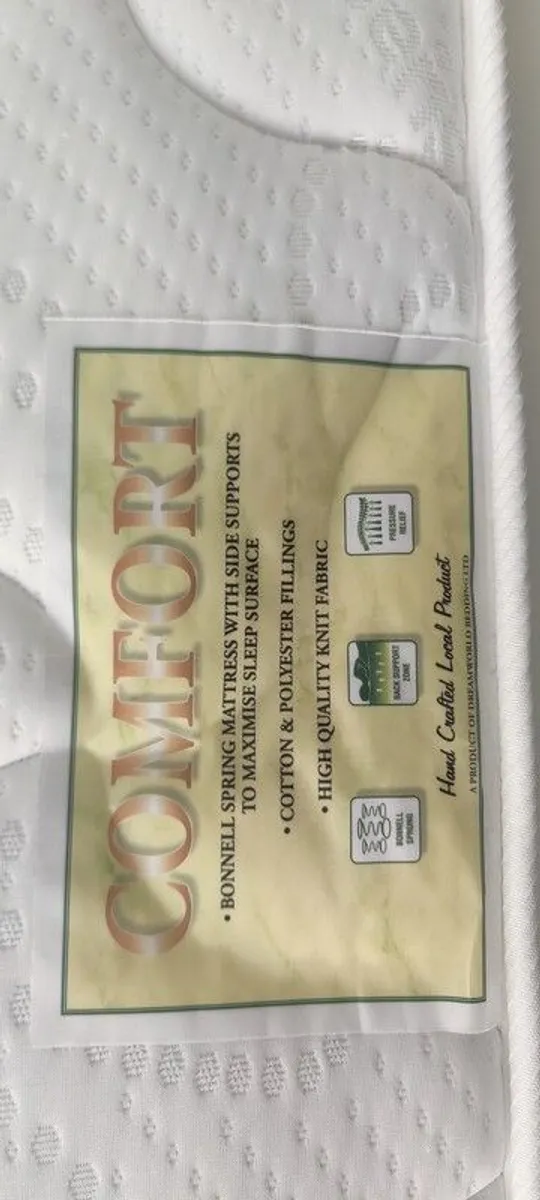 COMFORT
• BONNELL SPRING MATTRESS WITH SIDE SUPPORTS
TO MAXIMISE SLEEP SURFACE
• COTTON & POLYESTER FILLINGS
• HIGH QUALITY KNIT FABRIC
BONNELL
SPRUNG
BACK SUPPORT
ZONE
PRESSURE
RELIEF
Hand Crafted Local Product
A PRODUCT OF DREAMWORLD BEDDING LTD